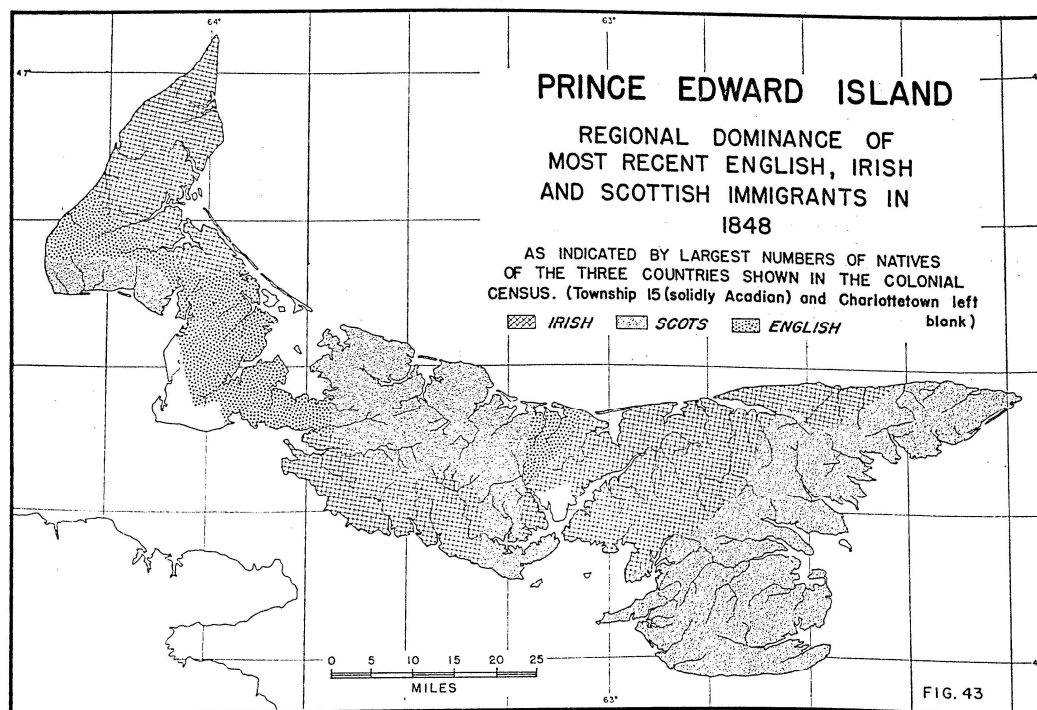 64°
63°
47°
4
PRINCE EDWARD ISLAND
REGIONAL DOMINANCE OF
MOST RECENT ENGLISH, IRISH
AND SCOTTISH IMMIGRANTS IN
1848
AS INDICATED BY LARGEST NUMBERS OF NATIVES
OF THE THREE COUNTRIES SHOWN IN THE COLONIAL
CENSUS. (Township 15 (solidly Acadian) and Charlottetown left
blank)
IRISH SCOTS ENGLISH
0 5 10 15 20 25
MILES
63°
4
FIG. 43